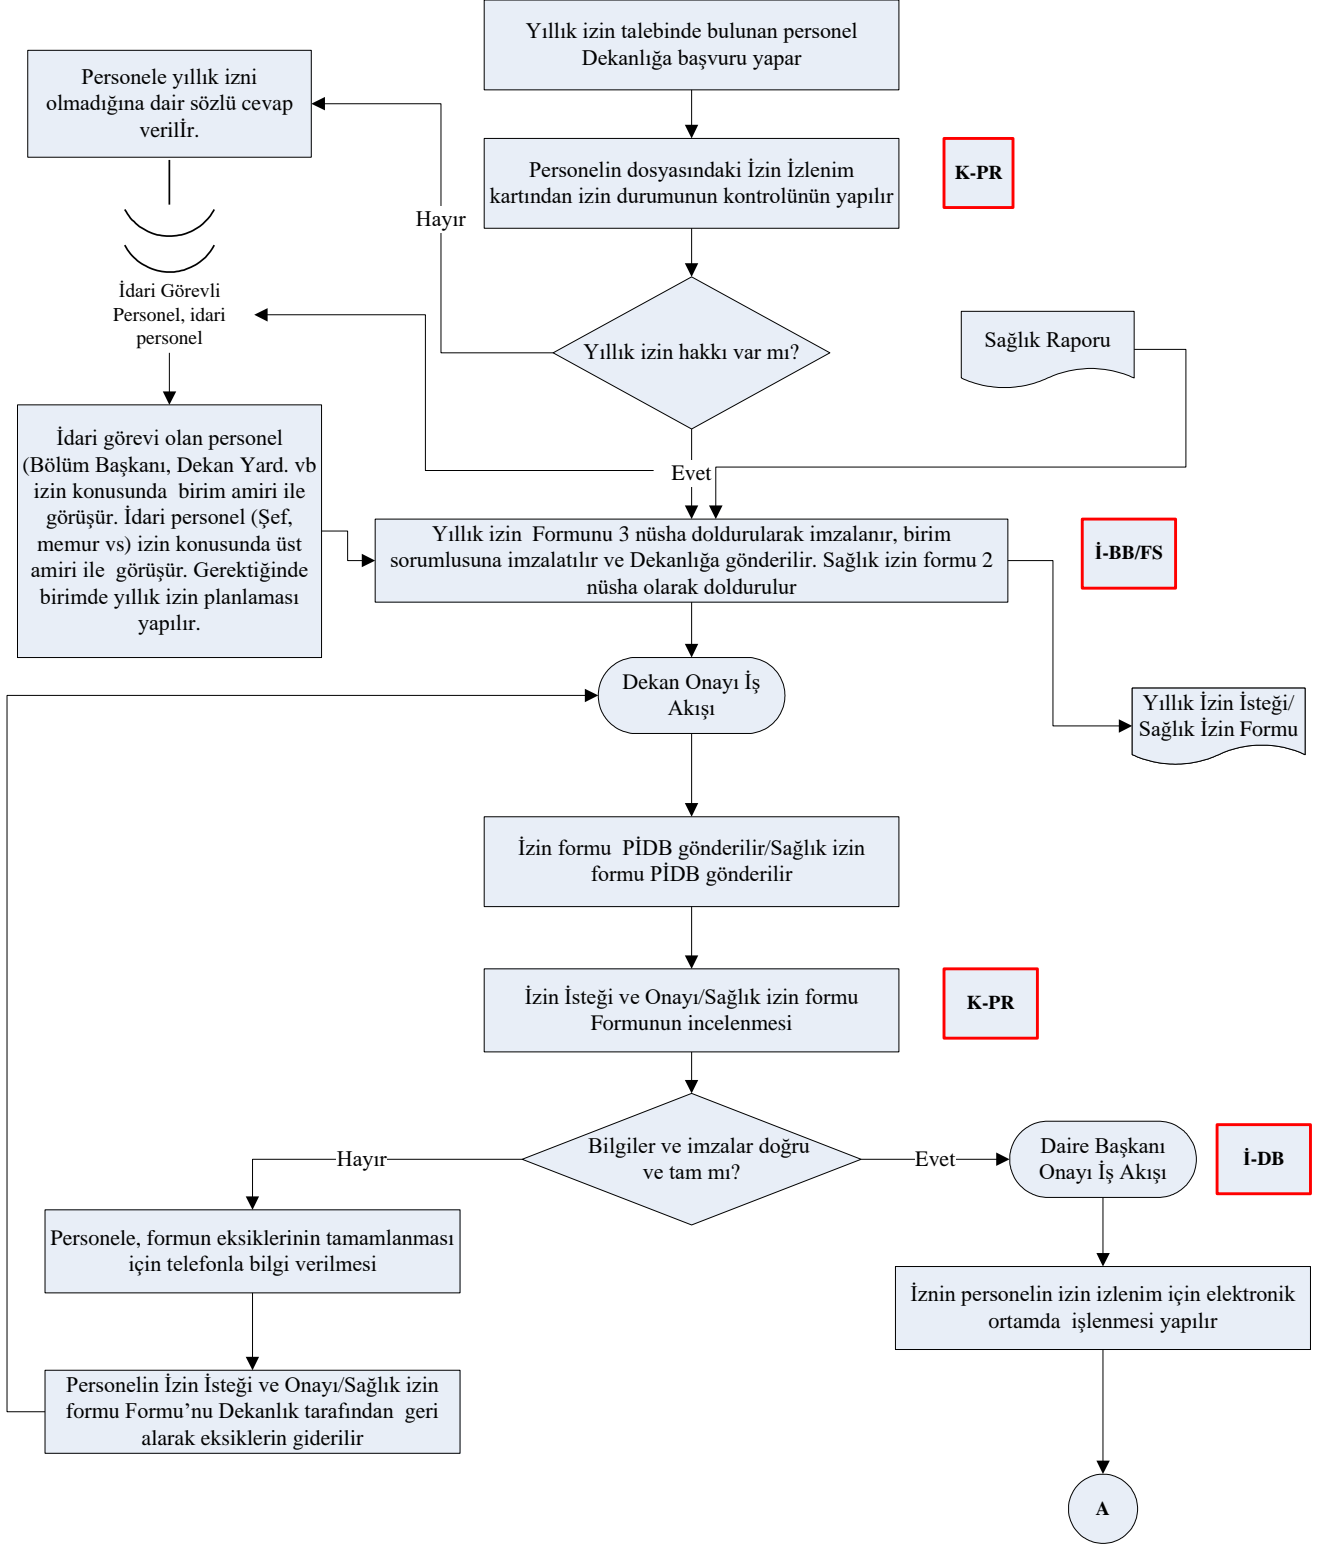 Yıllık izin talebinde bulunan personel
Dekanlığa başvuru yapar
Personele yıllık izni
olmadığına dair sözlü cevap
verilİr.
Personelin dosyasındaki İzin İzlenim
kartından izin durumunun kontrolünün yapılır
K-PR
Hayır
İdari Görevli
Personel, idari
personel
Yıllık izin hakkı var mı?
Sağlık Raporu
İdari görevi olan personel
(Bölüm Başkanı, Dekan Yard. vb
izin konusunda birim amiri ile
görüşür. İdari personel (Şef,
memur vs) izin konusunda üst
amiri ile görüşür. Gerektiğinde
birimde yıllık izin planlaması
yapılır.
Evet
Yıllık izin Formunu 3 nüsha doldurularak imzalanır, birim
sorumlusuna imzalatılır ve Dekanlığa gönderilir. Sağlık izin formu 2
nüsha olarak doldurulur
İ-BB/FS
Dekan Onayı İş
Akışı
Yıllık İzin İsteği/
Sağlık İzin Formu
İzin formu PİDB gönderilir/Sağlık izin
formu PİDB gönderilir
İzin İsteği ve Onayı/Sağlık izin formu
Formunun incelenmesi
K-PR
Bilgiler ve imzalar doğru
ve tam mı?
Hayır
Evet
Daire Başkanı
Onayı İş Akışı
İ-DB
Personele, formun eksiklerinin tamamlanması
için telefonla bilgi verilmesi
İznin personelin izin izlenim için elektronik
ortamda işlenmesi yapılır
Personelin İzin İsteği ve Onayı/Sağlık izin
formu Formu’nu Dekanlık tarafından geri
alarak eksiklerin giderilir
A